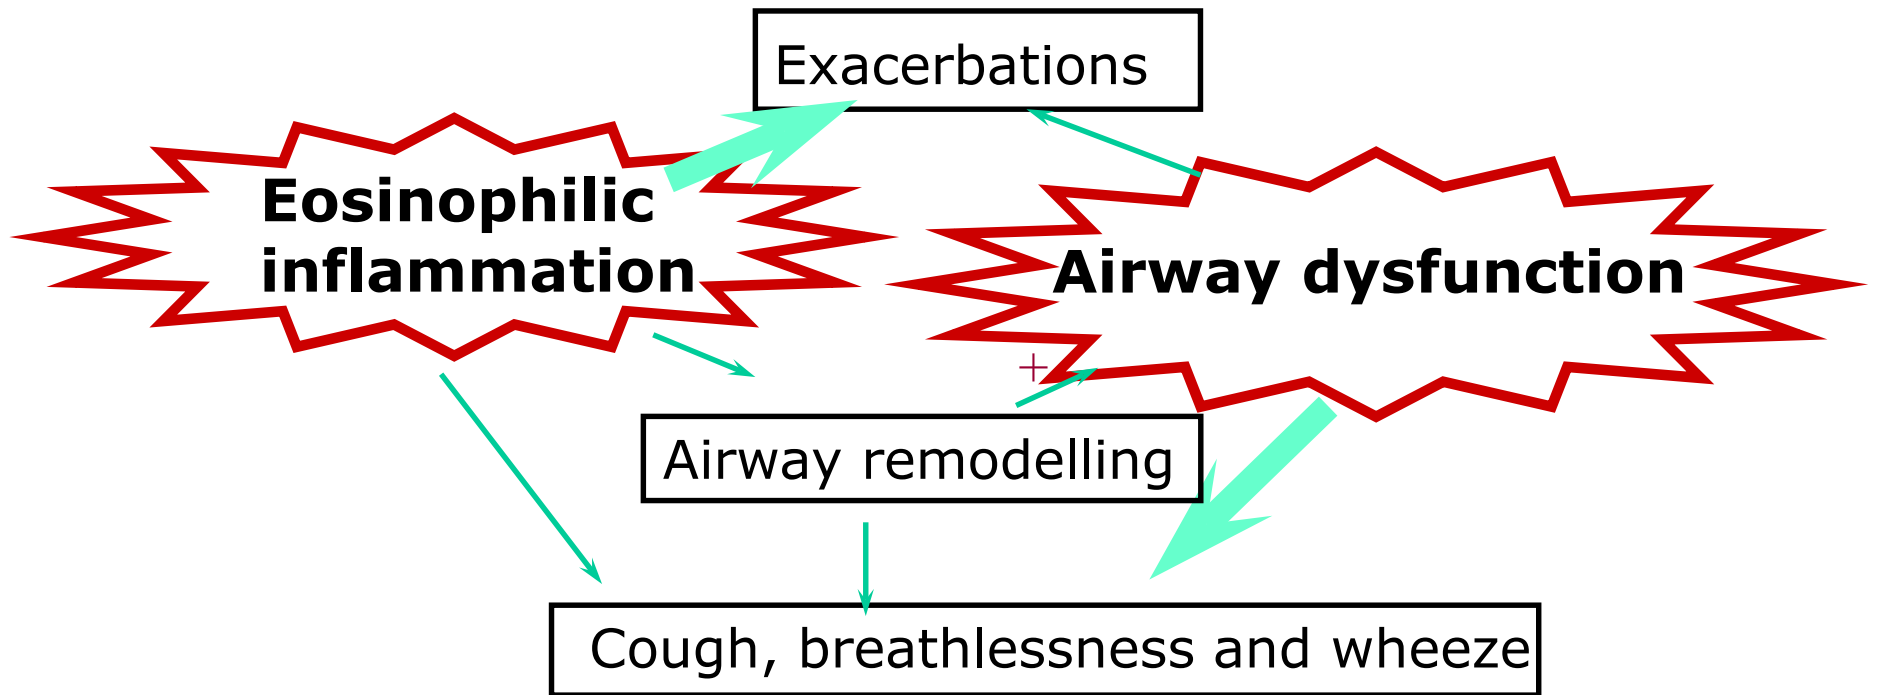 Exacerbations
Eosinophilic
inflammation
Airway dysfunction
Airway remodelling
Cough, breathlessness and wheeze